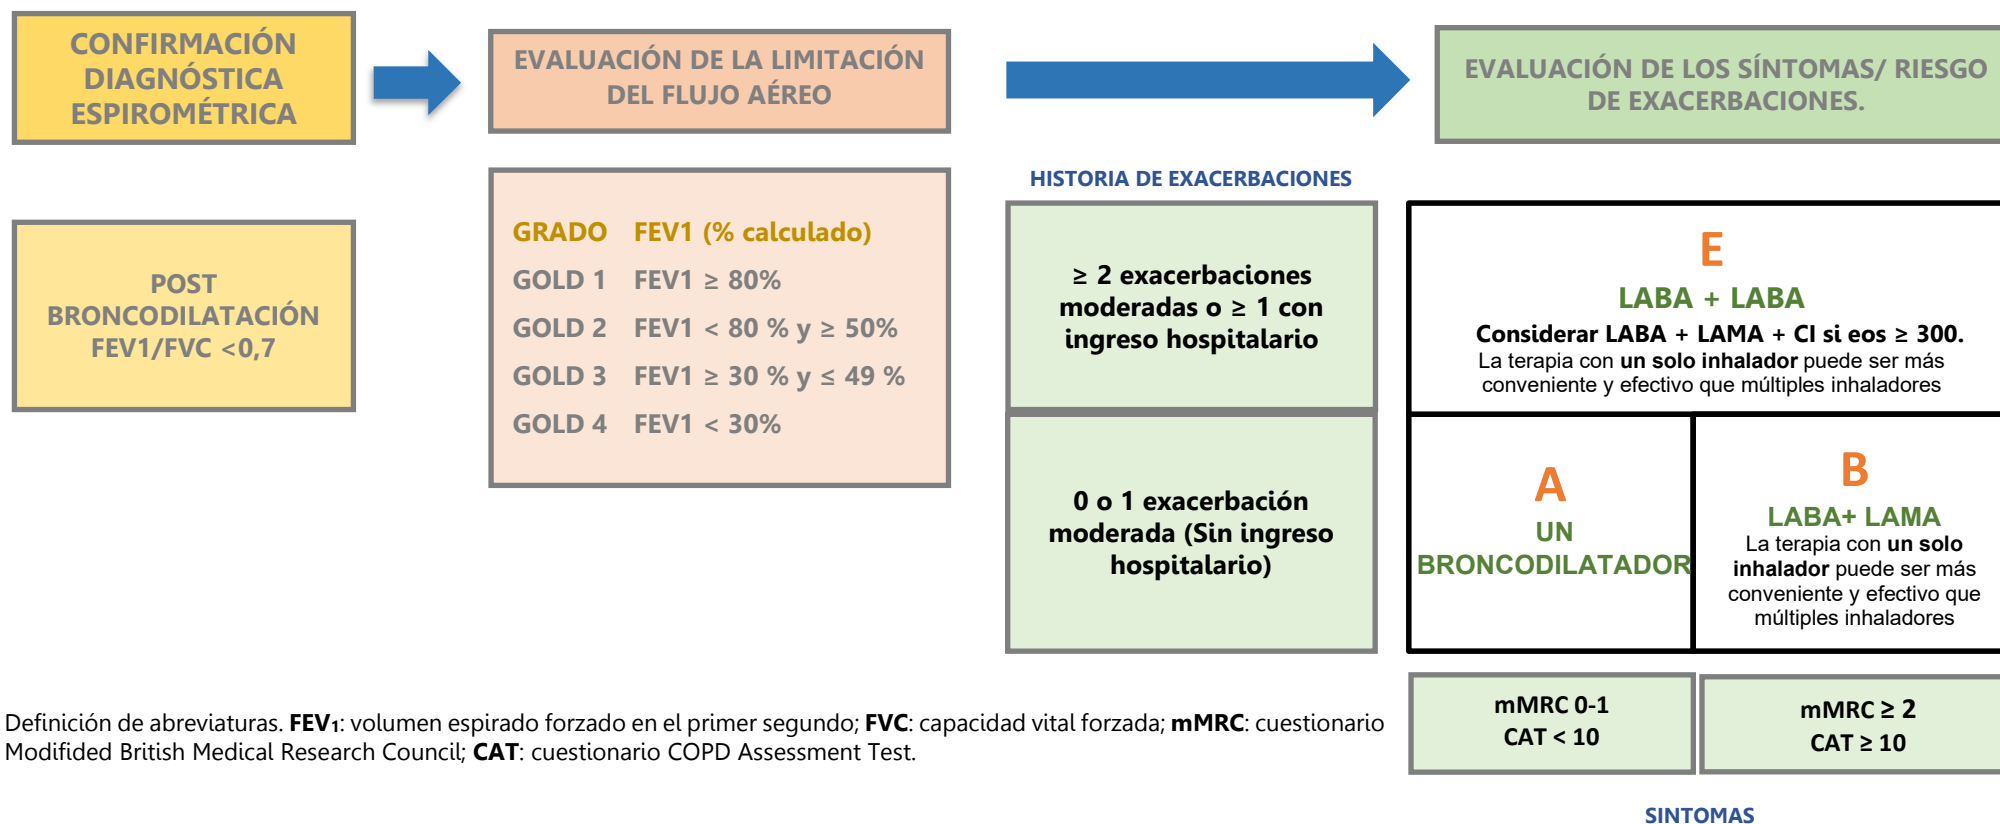 CONFIRMACIÓN
DIAGNÓSTICA
ESPIROMÉTRICA
EVALUACIÓN DE LA LIMITACIÓN
DEL FLUJO AÉREO
EVALUACIÓN DE LOS SÍNTOMAS/ RIESGO
DE EXACERBACIONES.
POST
BRONCODILATACIÓN
FEV1/FVC <0,7
GRADO FEV1 (% calculado)
GOLD 1 FEV1 ≥ 80%
GOLD 2 FEV1 < 80 % y ≥ 50%
GOLD 3 FEV1 ≥ 30 % y ≤ 49 %
GOLD 4 FEV1 < 30%
HISTORIA DE EXACERBACIONES
≥ 2 exacerbaciones
moderadas o ≥ 1 con
ingreso hospitalario
0 o 1 exacerbación
moderada (Sin ingreso
hospitalario)
E
LABA + LABA
Considerar LABA + LAMA + CI si eos ≥ 300.
La terapia con un solo inhalador puede ser más
conveniente y efectivo que múltiples inhaladores
A
UN
BRONCODILATADOR
B
LABA+ LAMA
La terapia con un solo
inhalador puede ser más
conveniente y efectivo que
múltiples inhaladores
mMRC 0-1
CAT < 10
mMRC ≥ 2
CAT ≥ 10
SINTOMAS
Definición de abreviaturas. FEV₁: volumen espirado forzado en el primer segundo; FVC: capacidad vital forzada; mMRC: cuestionario
Modifided British Medical Research Council; CAT: cuestionario COPD Assessment Test.